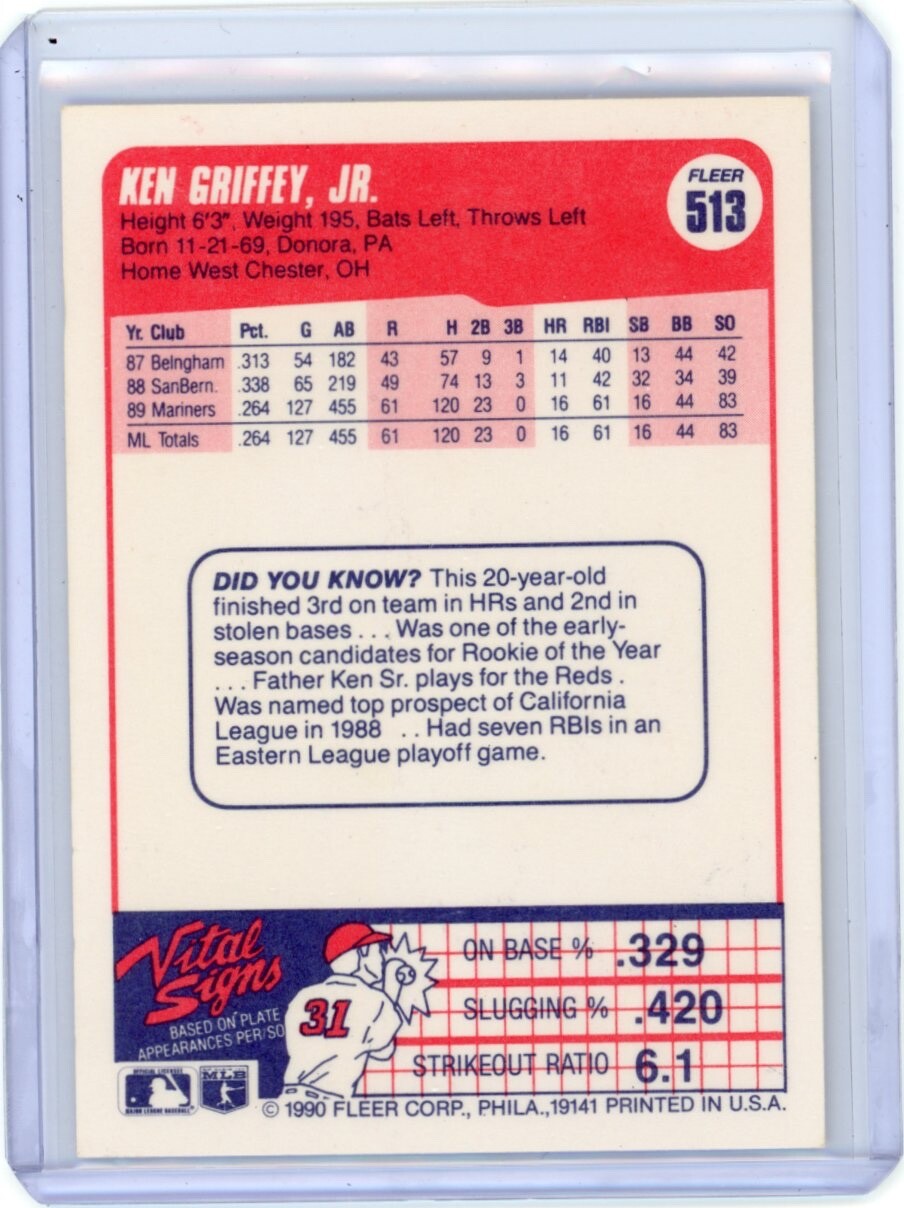 KEN GRIFFEY, JR.
FLEER
513
Height 6'3", Weight 195, Bats Left, Throws Left
Born 11-21-69, Donora, PA
Home West Chester, OH
Yr. Club Pct. G AB R H 2B 3B HR RBI SB BB SO
87 Belngham .313 54 182 43 57 9 1 14 40 13 44 42
88 SanBern. .338 65 219 49 74 13 3 11 42 32 34 39
89 Mariners .264 127 455 61 120 23 0 16 61 16 44 83
ML Totals .264 127 455 61 120 23 0 16 61 16 44 83
DID YOU KNOW? This 20-year-old
finished 3rd on team in HRs and 2nd in
stolen bases . . . Was one of the early-
season candidates for Rookie of the Year
. . . Father Ken Sr. plays for the Reds .
Was named top prospect of California
League in 1988 . . Had seven RBIs in an
Eastern League playoff game.
Vital
Signs
BASED ON PLATE
APPEARANCES PER/SO
31
ON BASE % .329
SLUGGING % .420
STRIKEOUT RATIO 6.1
OFFICIAL LICENSEE
MAJOR LEAGUE BASEBALL
MLB
© 1990 FLEER CORP., PHILA.,19141 PRINTED IN U.S.A.